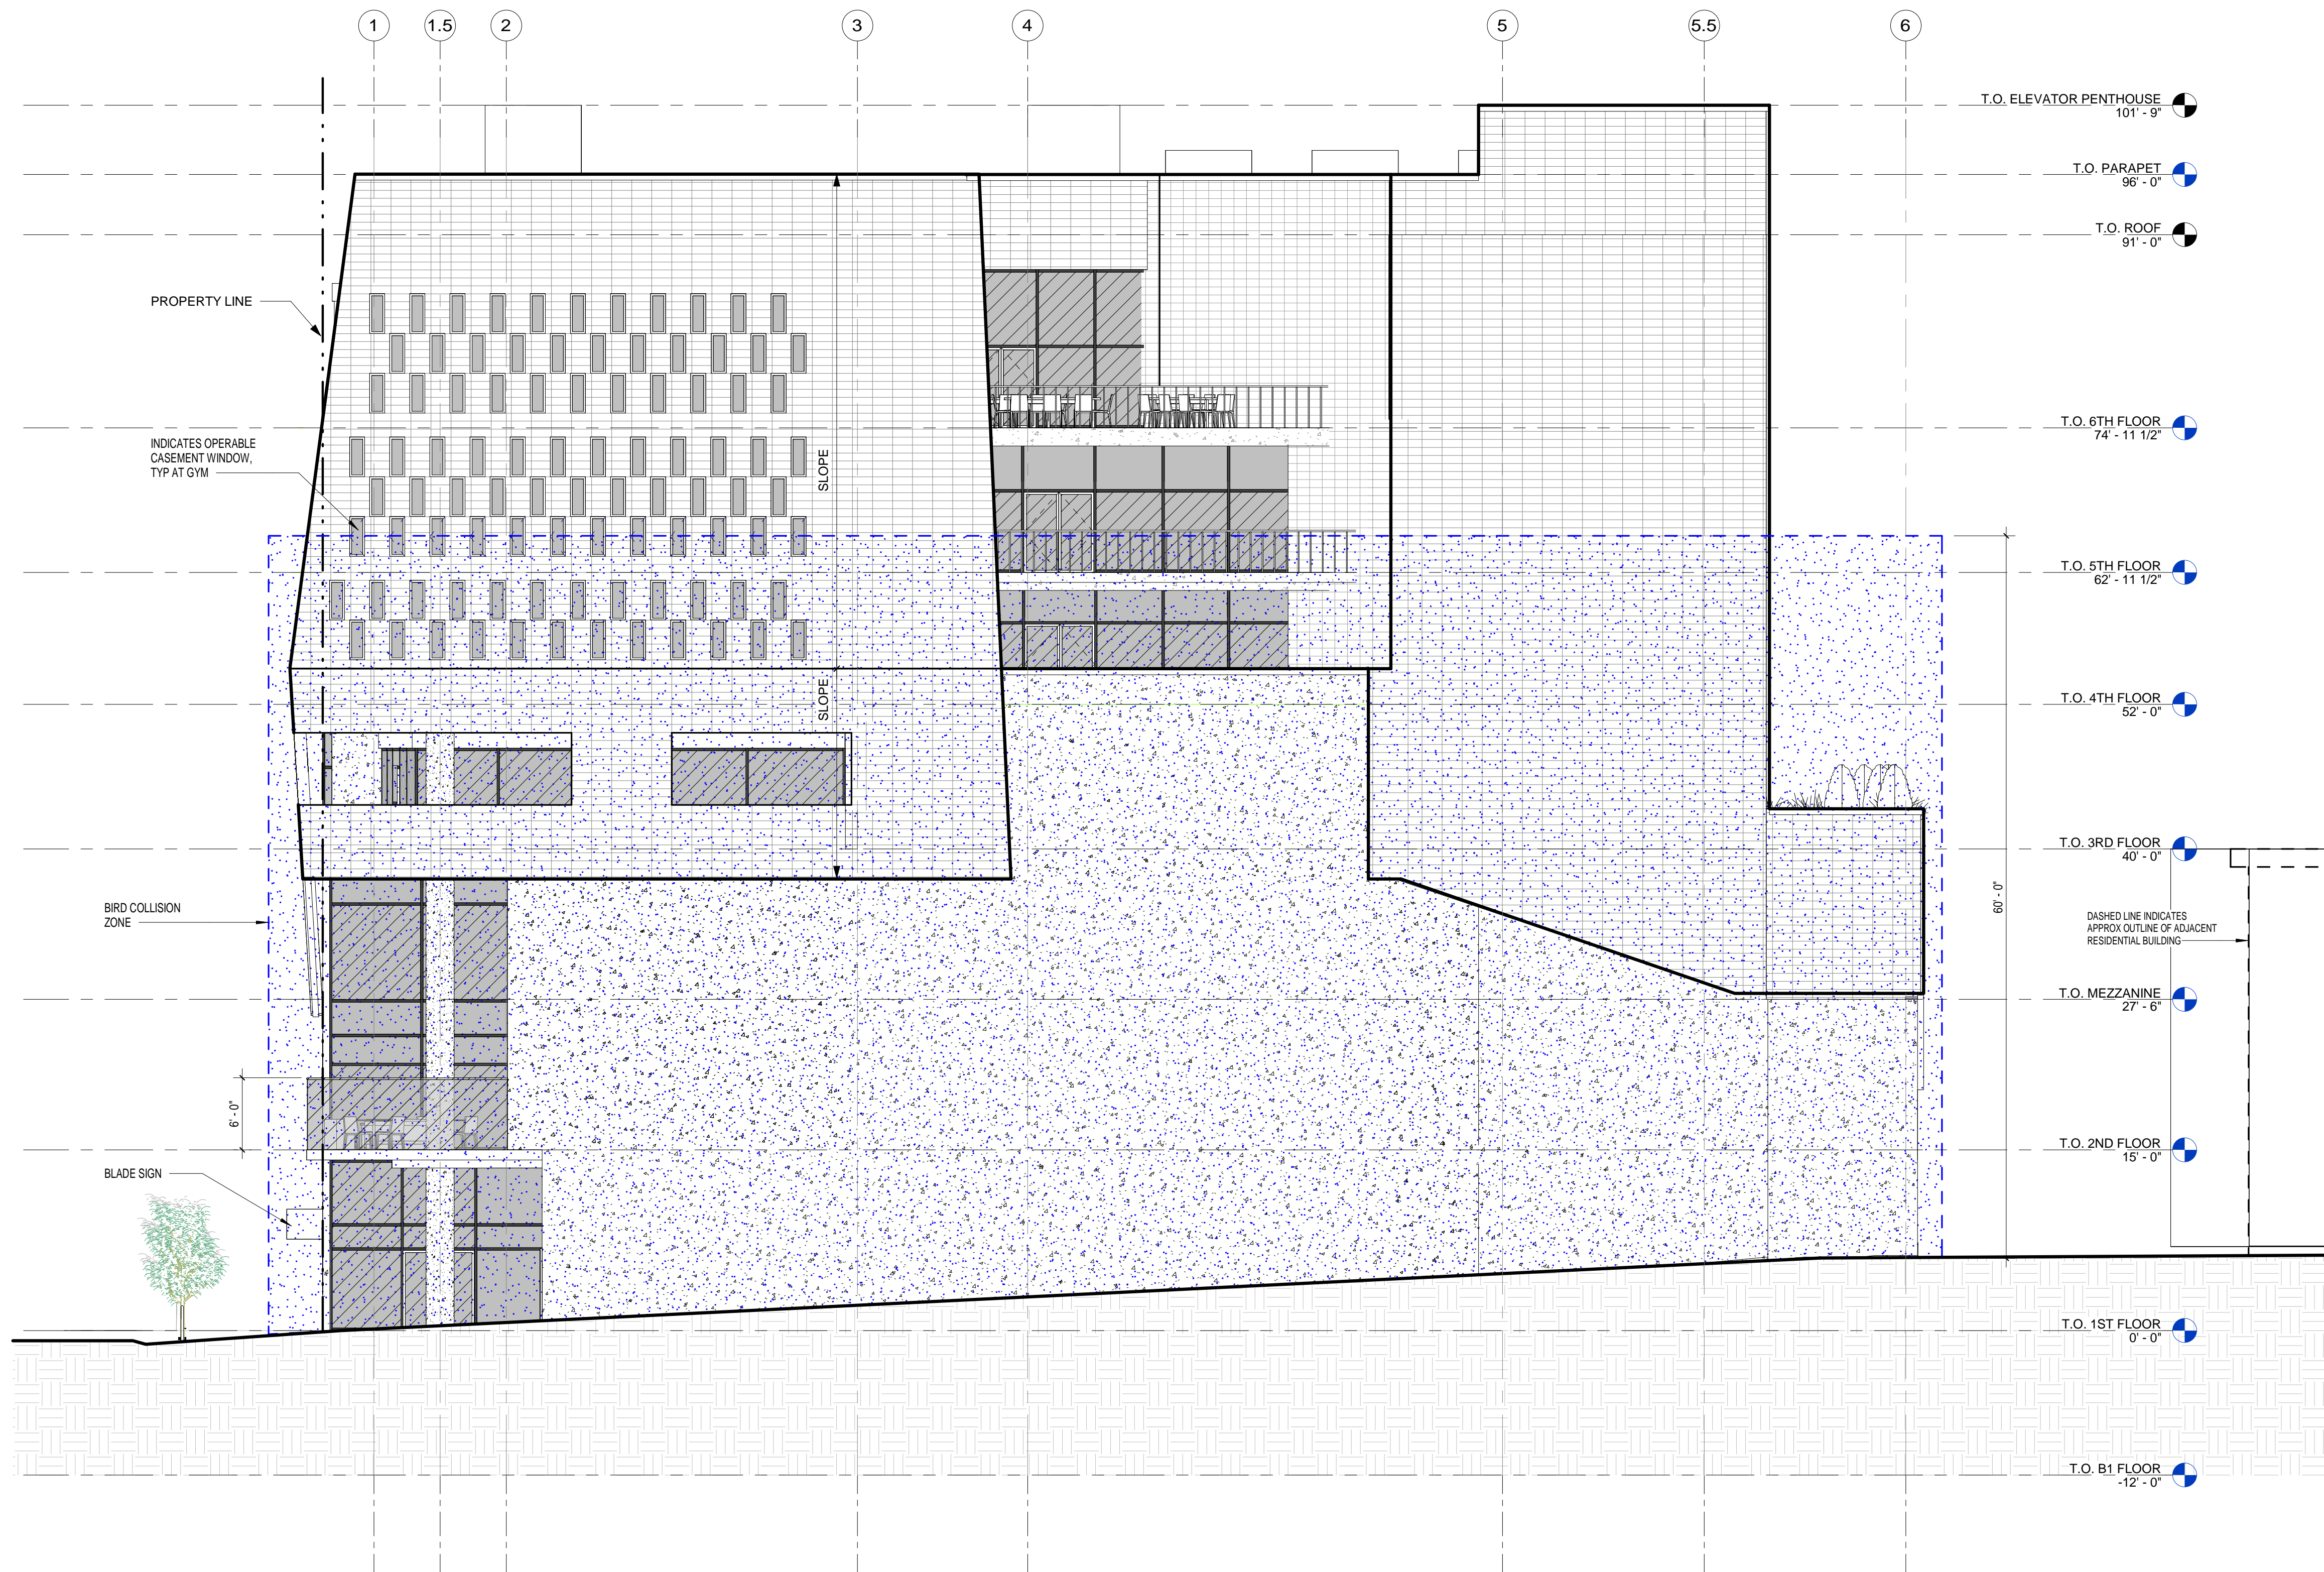 1
1.5
2
3
4
5
5.5
6
T.O. ELEVATOR PENTHOUSE
101' - 9"
T.O. PARAPET
96' - 0"
T.O. ROOF
91' - 0"
PROPERTY LINE
T.O. 6TH FLOOR
74' - 11 1/2"
INDICATES OPERABLE
CASEMENT WINDOW,
TYP AT GYM
SLOPE
T.O. 5TH FLOOR
62' - 11 1/2"
SLOPE
T.O. 4TH FLOOR
52' - 0"
T.O. 3RD FLOOR
40' - 0"
60' - 0"
BIRD COLLISION
ZONE
DASHED LINE INDICATES
APPROX OUTLINE OF ADJACENT
RESIDENTIAL BUILDING
T.O. MEZZANINE
27' - 6"
6' - 0"
T.O. 2ND FLOOR
15' - 0"
BLADE SIGN
T.O. 1ST FLOOR
0' - 0"
T.O. B1 FLOOR
-12' - 0"